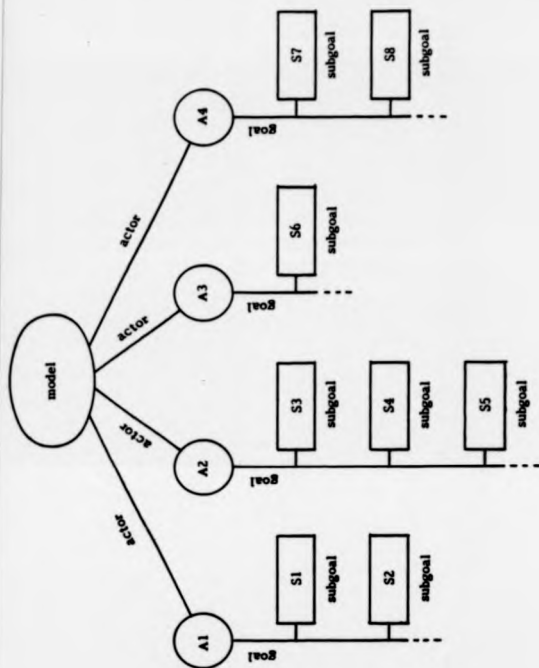 model
actor
actor
actor
actor
A1
A2
A3
A4
goal
goal
goal
goal
S1
subgoal
S2
subgoal
S3
subgoal
S4
subgoal
S5
subgoal
S6
subgoal
S7
subgoal
S8
subgoal